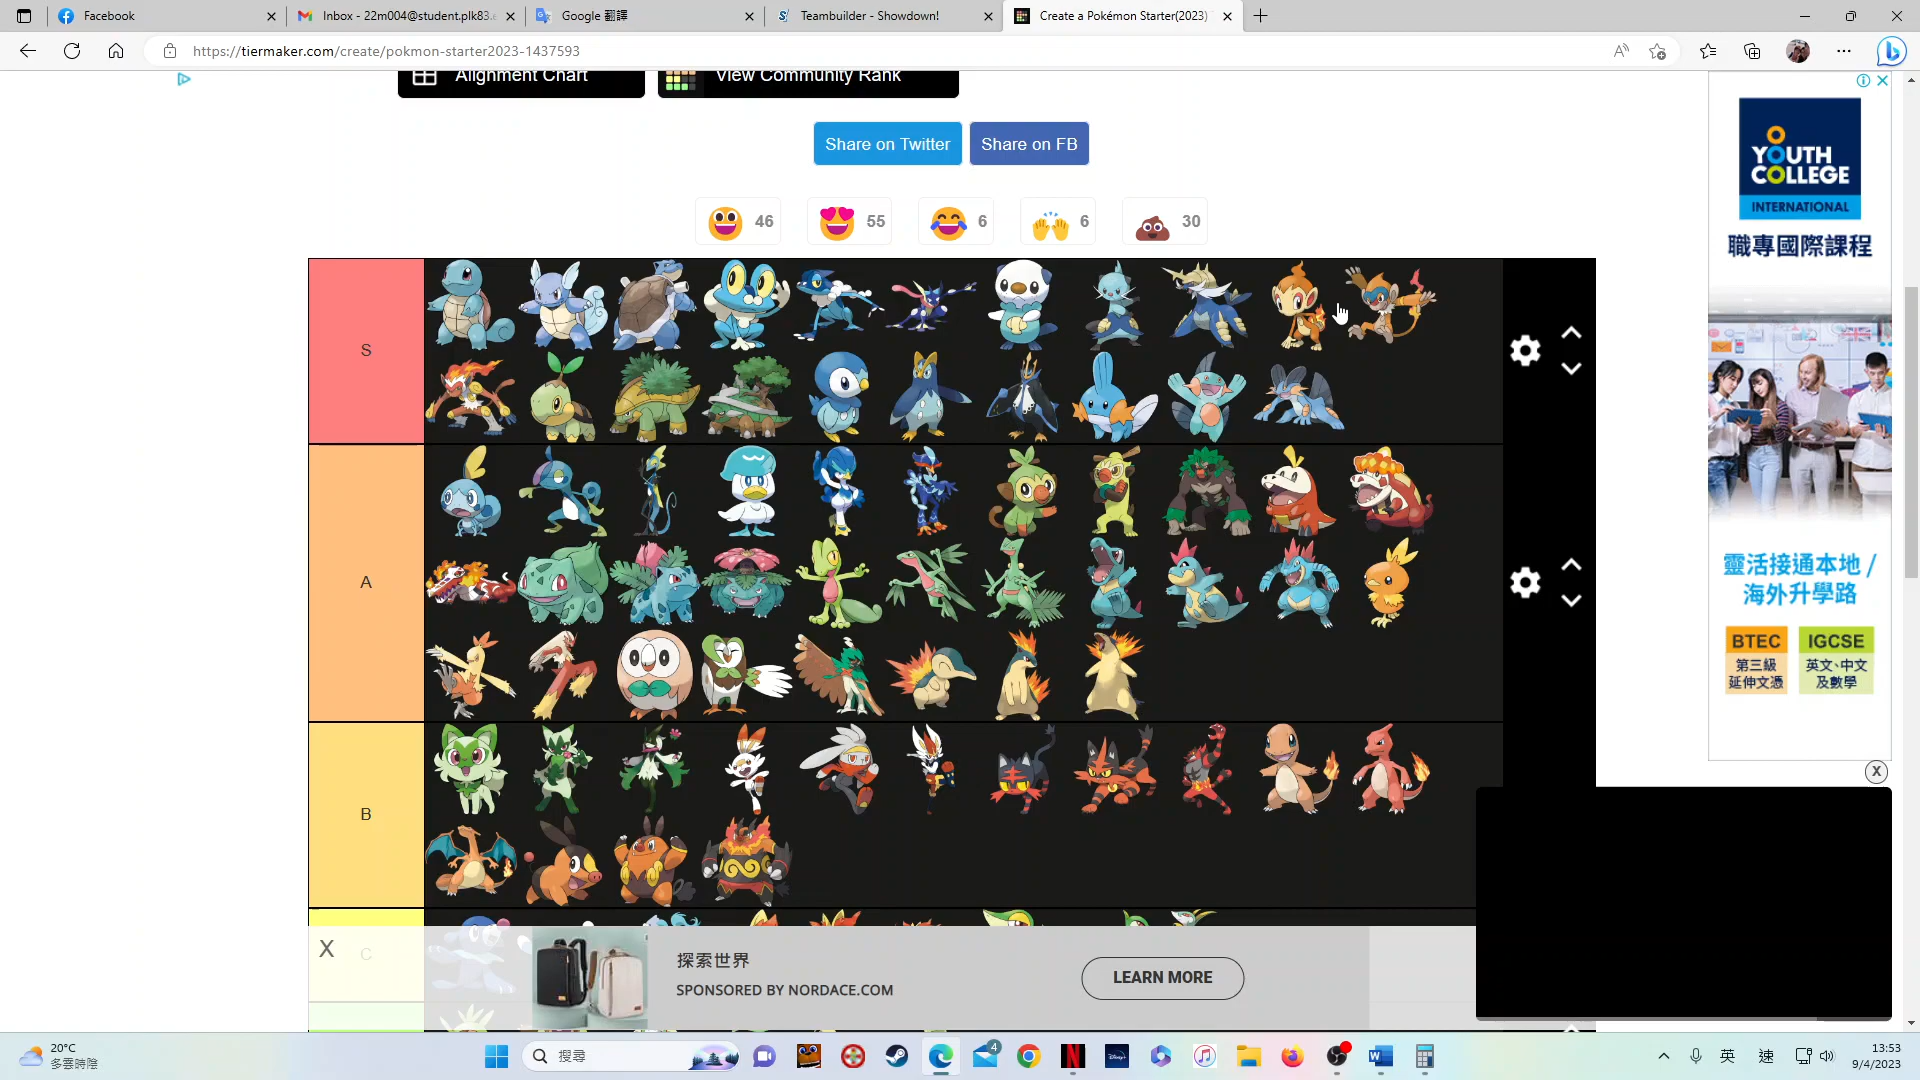 Facebook
Inbox - 22m004@student.plk83.e
Google 翻譯
Teambuilder - Showdown!
Create a Pokémon Starter(2023)
https://tiermaker.com/create/pokmon-starter2023-1437593
Alignment Chart
View Community Rank
Share on Twitter
Share on FB
46
55
6
6
30
S
A
B
C
YOUTH
COLLEGE
INTERNATIONAL
職專國際課程
靈活接通本地 /
海外升學路
BTEC
第三級
延伸文憑
IGCSE
英文、中文
及數學
X
X
探索世界
SPONSORED BY NORDACE.COM
LEARN MORE
20°C
多雲時陰
搜尋
4
英
速
13:53
9/4/2023